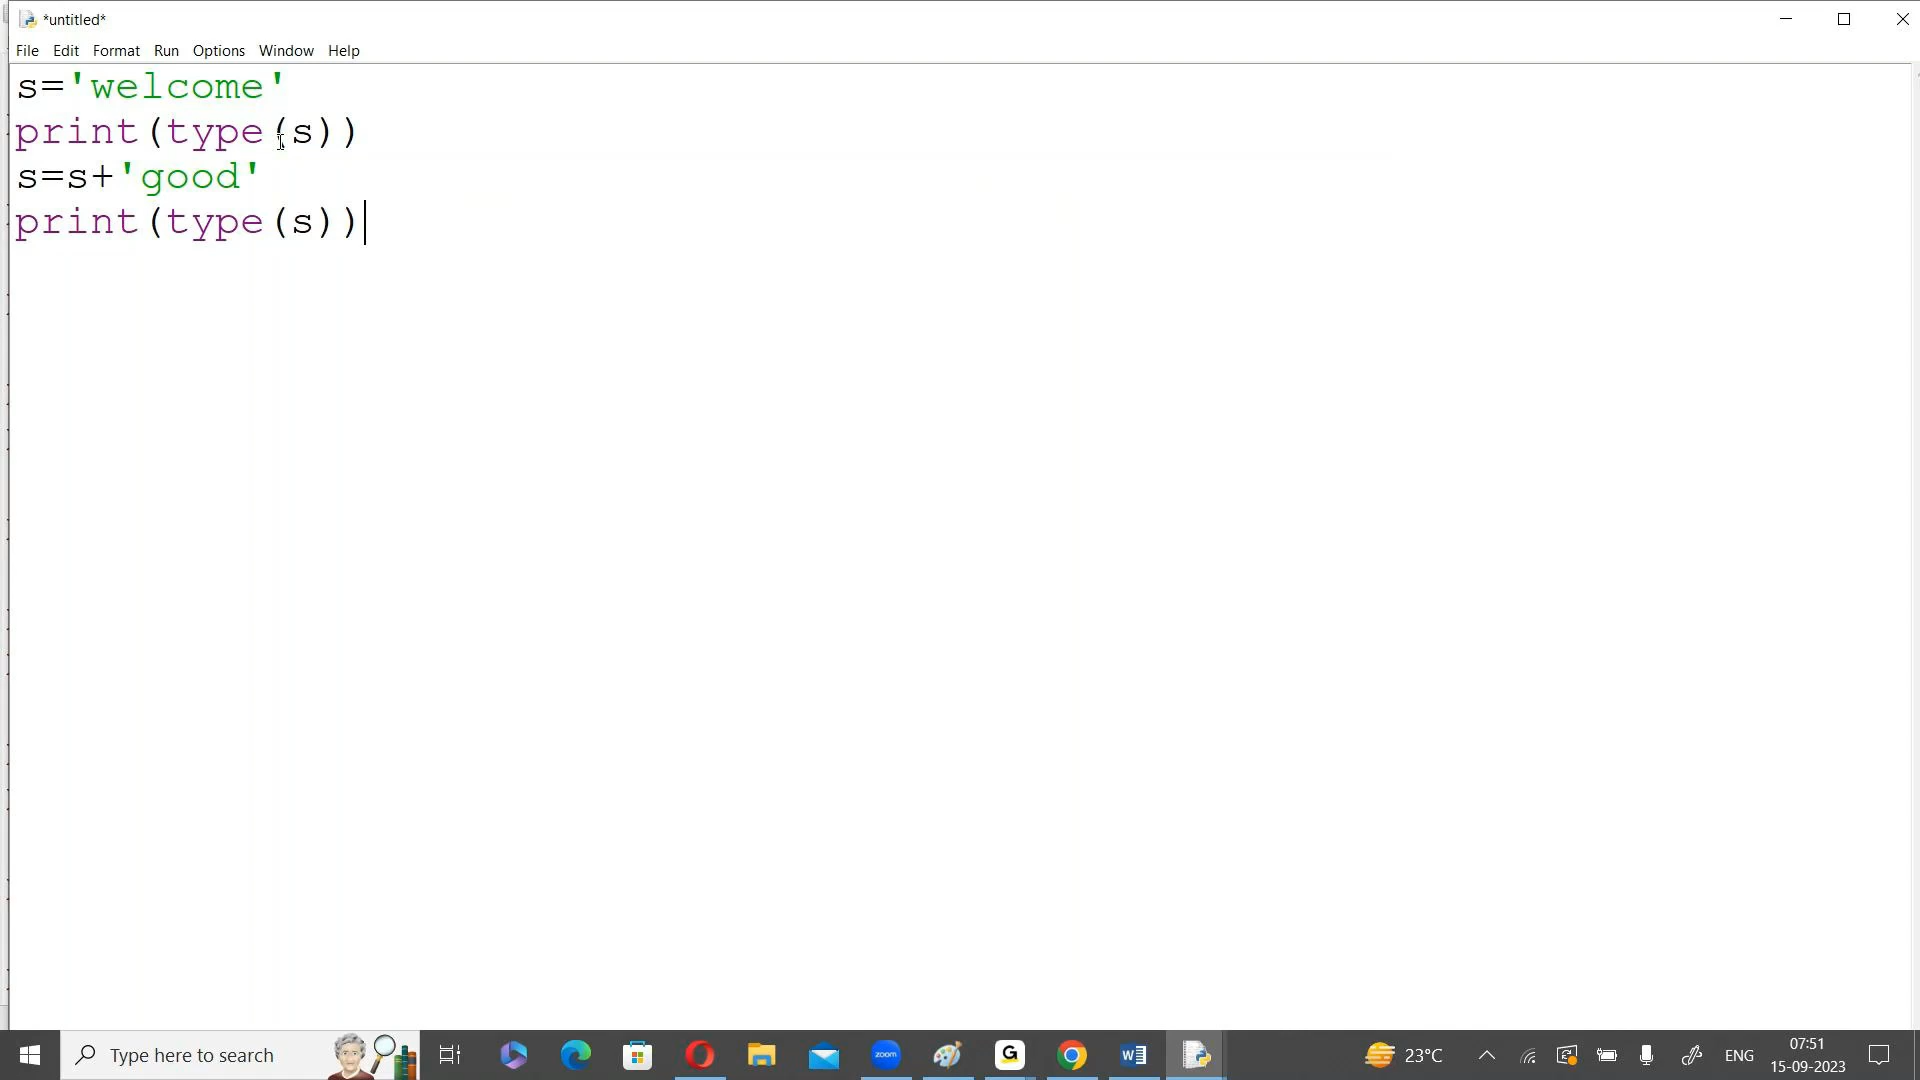 *untitled*
File Edit Format Run Options Window Help
s='welcome'
print(type(s))
s=s+'good'
print(type(s))
Type here to search
zoom
G
W
23°C
ENG
07:51
15-09-2023